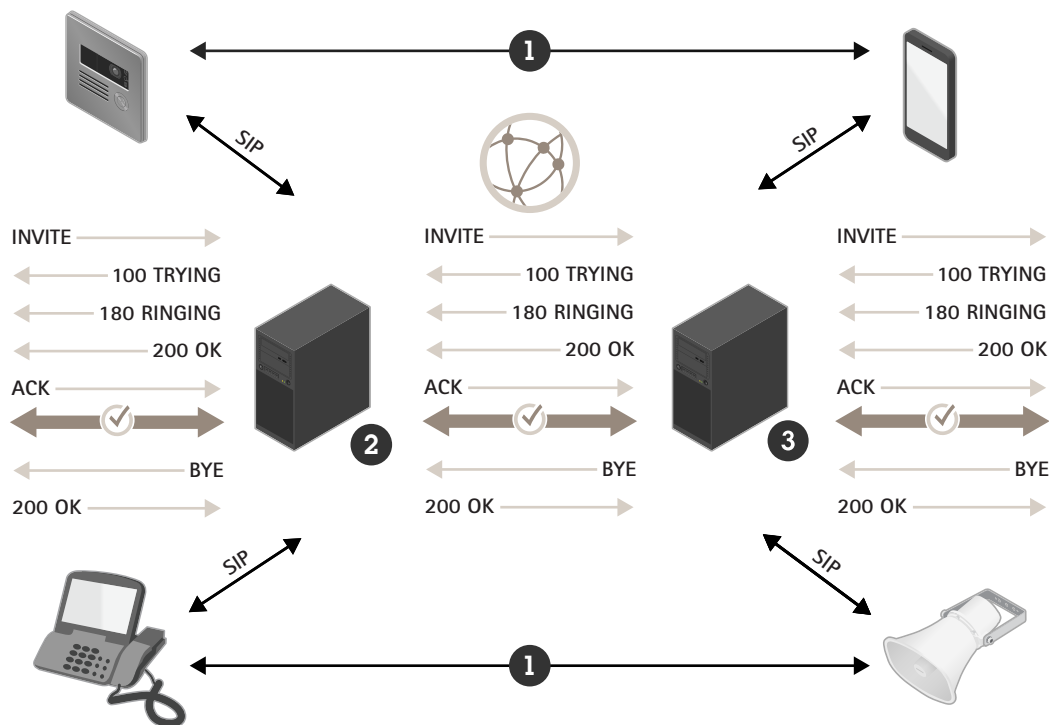 1
SIP
SIP
INVITE
100 TRYING
180 RINGING
200 OK
ACK
BYE
200 OK
2
INVITE
100 TRYING
180 RINGING
200 OK
ACK
BYE
200 OK
3
INVITE
100 TRYING
180 RINGING
200 OK
ACK
BYE
200 OK
SIP
SIP
1